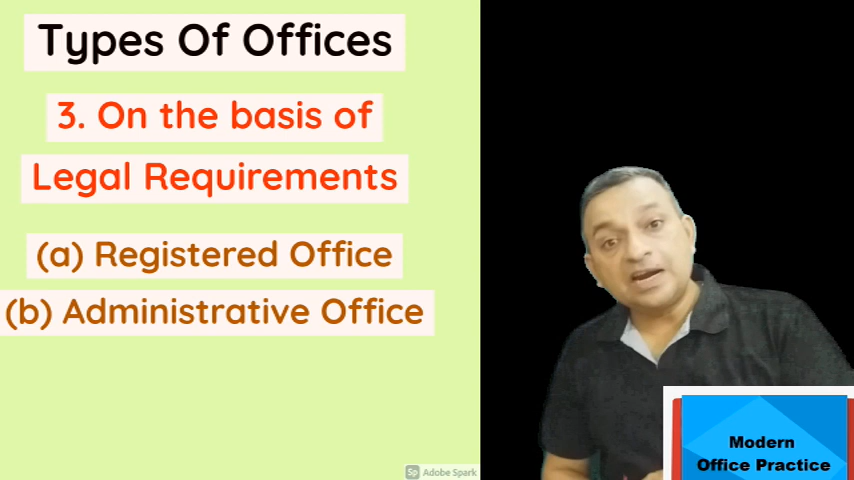 Types Of Offices
3. On the basis of
Legal Requirements
(a) Registered Office
(b) Administrative Office
Sp Adobe Spark
Modern
Office Practice